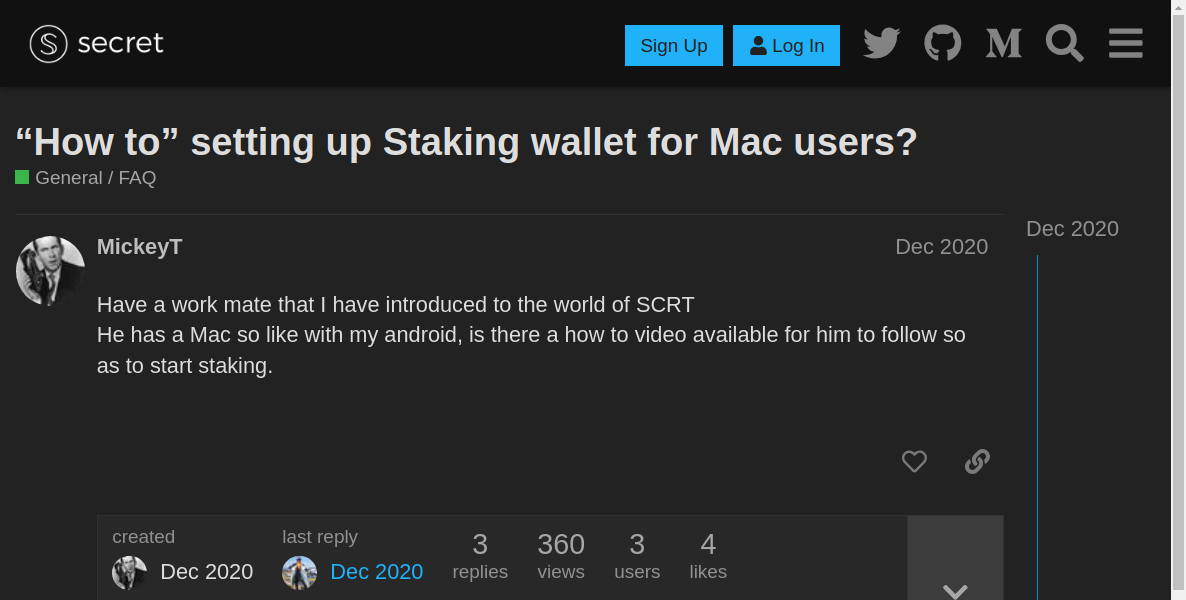 secret
Sign Up
Log In
“How to” setting up Staking wallet for Mac users?
General / FAQ
Dec 2020
MickeyT
Dec 2020
Have a work mate that I have introduced to the world of SCRT
He has a Mac so like with my android, is there a how to video available for him to follow so
as to start staking.
created
last reply
3
360
3
4
Dec 2020
Dec 2020
replies
views
users
likes